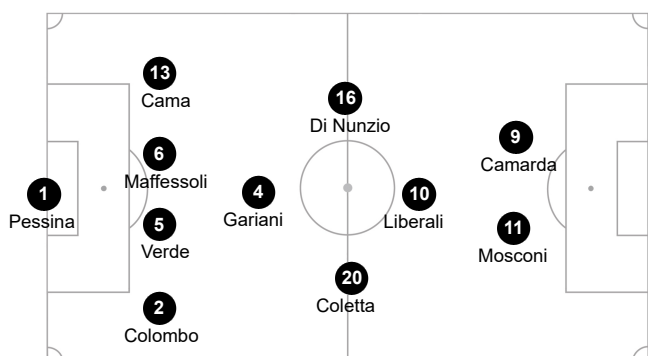 13
Cama
16
Di Nunzio
9
Camarda
6
Maffessoli
1
Pessina
4
Gariani
10
Liberali
5
Verde
11
Mosconi
20
Coletta
2
Colombo